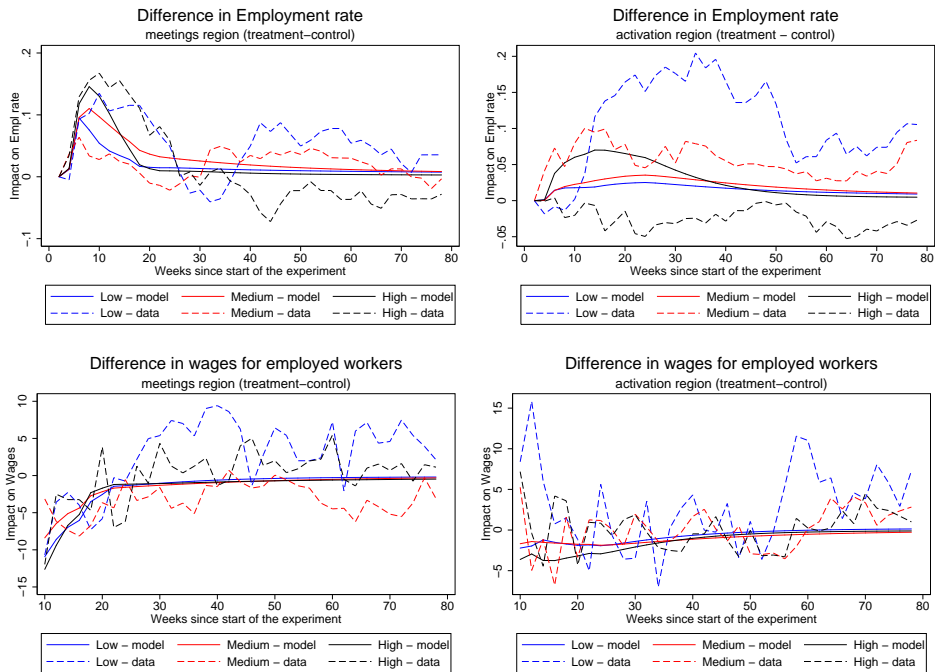 Difference in Employment rate
meetings region (treatment−control)
Impact on Empl rate
.2
.1
0
−.1
0 10 20 30 40 50 60 70 80
Weeks since start of the experiment
Low − model Medium − model High − model
Low − data Medium − data High − data
Difference in Employment rate
activation region (treatment − control)
Impact on Empl rate
.2
.15
.1
.05
0
−.05
0 10 20 30 40 50 60 70 80
Weeks since start of the experiment
Low − model Medium − model High − model
Low − data Medium − data High − data
Difference in wages for employed workers
meetings region (treatment−control)
Impact on Wages
10
5
0
−5
−10
−15
10 20 30 40 50 60 70 80
Weeks since start of the experiment
Low − model Medium − model High − model
Low − data Medium − data High − data
Difference in wages for employed workers
activation region (treatment−control)
Impact on Wages
15
10
5
0
−5
10 20 30 40 50 60 70 80
Weeks since start of the experiment
Low − model Medium − model High − model
Low − data Medium − data High − data